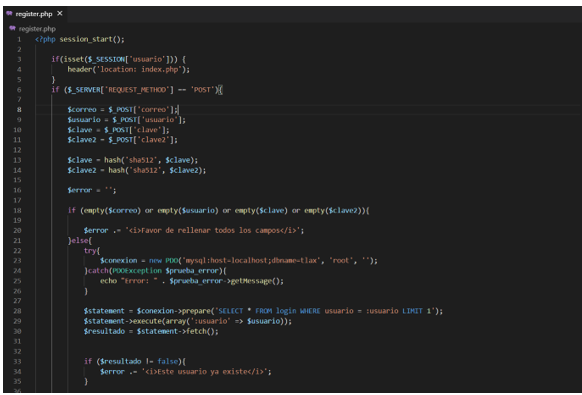 register.php ×
register.php
1 <?php session_start();
2
3 if(isset($_SESSION['usuario'])) {
4 header('location: index.php');
5 }
6 if ($_SERVER['REQUEST_METHOD'] == 'POST'){
7
8 $correo = $_POST['correo'];
9 $usuario = $_POST['usuario'];
10 $clave = $_POST['clave'];
11 $clave2 = $_POST['clave2'];
12
13 $clave = hash('sha512', $clave);
14 $clave2 = hash('sha512', $clave2);
15
16 $error = '';
17
18 if (empty($correo) or empty($usuario) or empty($clave) or empty($clave2)){
19
20 $error .= '<i>Favor de rellenar todos los campos</i>';
21 }else{
22 try{
23 $conexion = new PDO('mysql:host=localhost;dbname=tlax', 'root', '');
24 }catch(PDOException $prueba_error){
25 echo "Error: " . $prueba_error->getMessage();
26 }
27
28 $statement = $conexion->prepare('SELECT * FROM login WHERE usuario = :usuario LIMIT 1');
29 $statement->execute(array(':usuario' => $usuario));
30 $resultado = $statement->fetch();
31
32
33 if ($resultado != false){
34 $error .= '<i>Este usuario ya existe</i>';
35 }
36